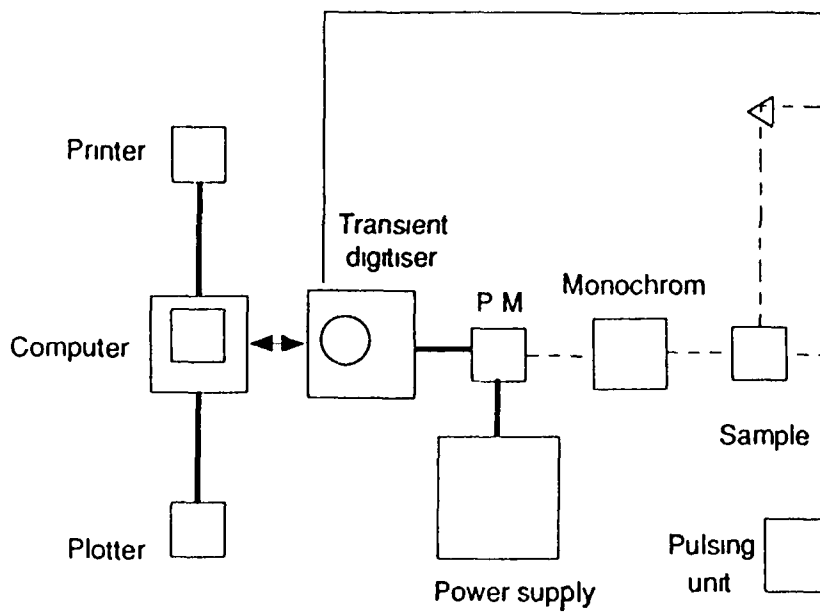 Printer
Transient
digitiser
P M
Monochrom
Computer
Sample
Plotter
Power supply
Pulsing
unit